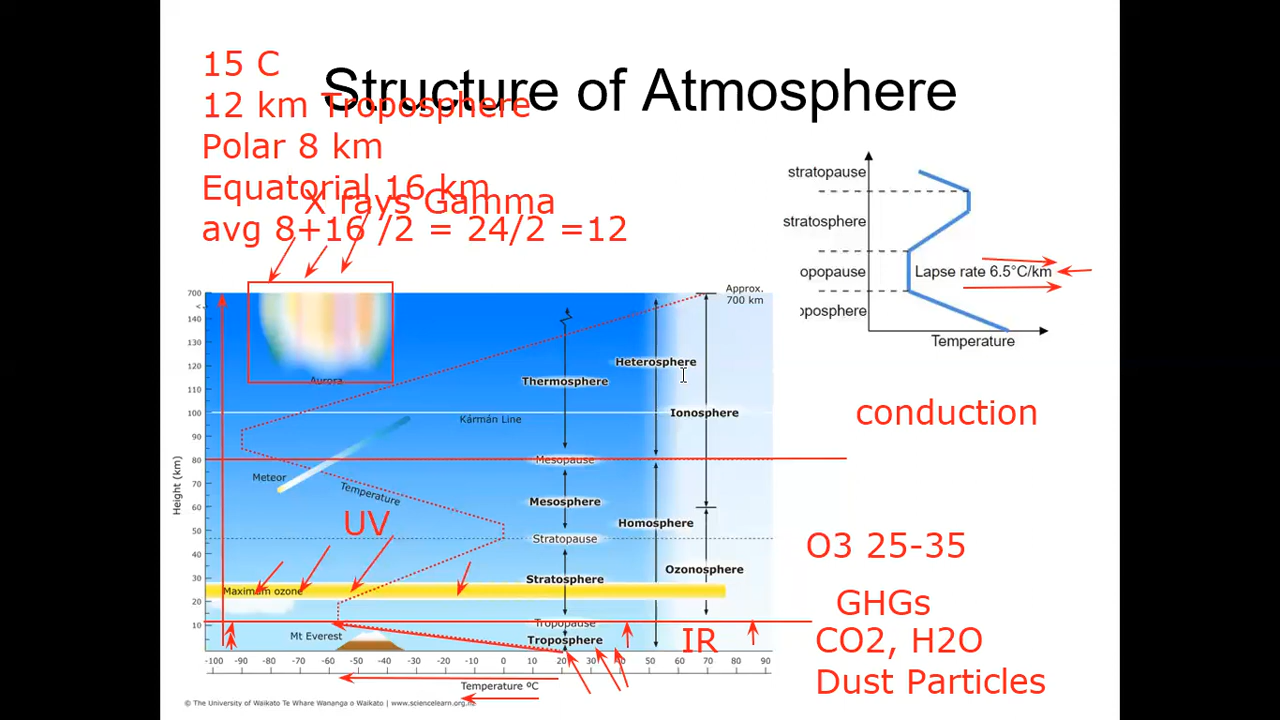 15 C
Structure of Atmosphere
12 km Troposphere
Polar 8 km
Equatorial 16 km
X rays Gamma
avg 8+16 /2 = 24/2 =12
stratopause
stratosphere
opopause
Lapse rate 6.5°C/km
oposphere
Temperature
Approx.
700 km
700
140
130
120
110
100
90
80
70
60
50
40
30
20
10
Height (km)
Aurora
Heterosphere
Thermosphere
Ionosphere
Kármán Line
conduction
Mesopause
Meteor
Temperature
Mesosphere
UV
Homosphere
Stratopause
O3 25-35
Ozonosphere
Stratosphere
Maximum ozone
GHGs
Tropopause
Mt Everest
Troposphere
IR
CO2, H2O
-100 -90 -80 -70 -60 -50 -40 -30 -20 -10 0 10 20 30 40 50 60 70 80 90
Dust Particles
Temperature ºC
© The University of Waikato Te Whare Wananga o Waikato | www.sciencelearn.org.nz